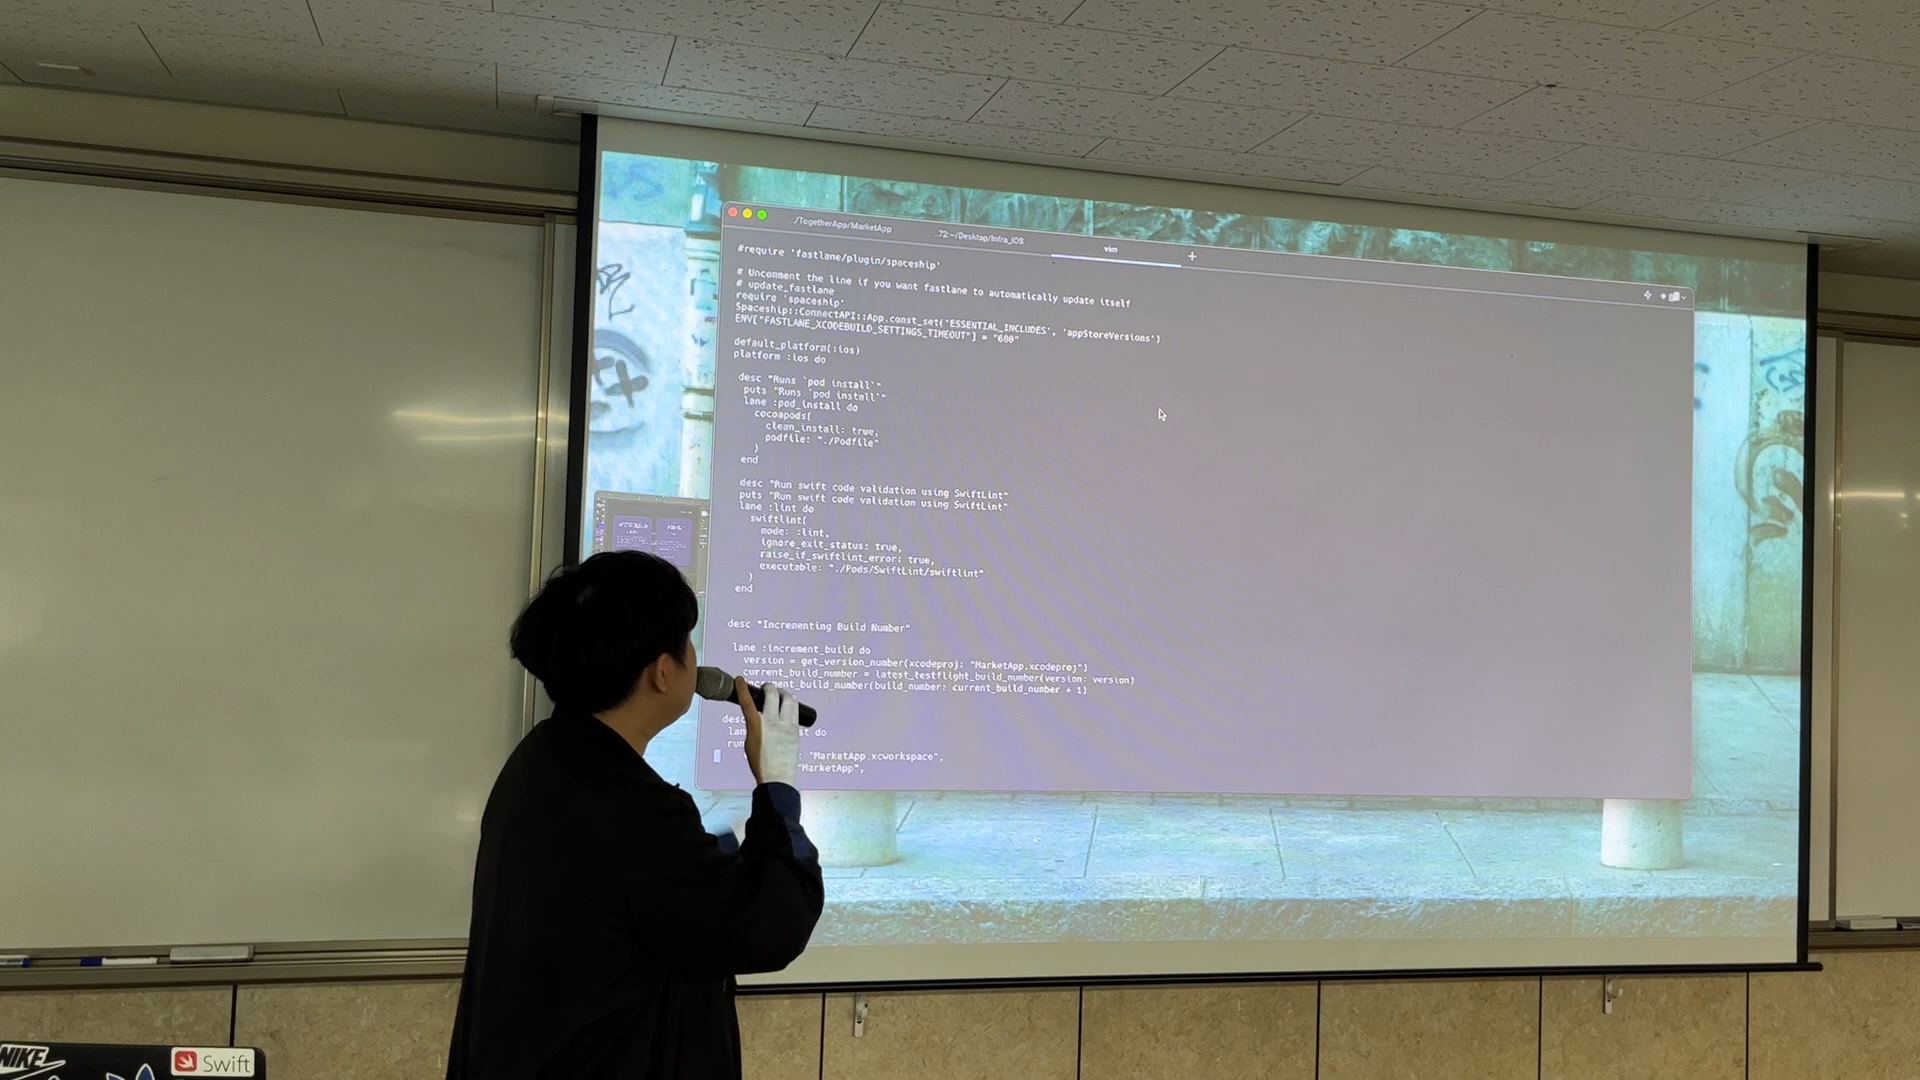 ../TogetherApp/MarketApp
..72:~/Desktop/Infra_iOS
vim
+
#require 'fastlane/plugin/spaceship'
# Uncomment the line if you want fastlane to automatically update itself
# update_fastlane
require 'spaceship'
Spaceship::ConnectAPI::App.const_set('ESSENTIAL_INCLUDES', 'appStoreVersions')
ENV["FASTLANE_XCODEBUILD_SETTINGS_TIMEOUT"] = "600"
default_platform(:ios)
platform :ios do
desc "Runs `pod install`"
puts "Runs `pod install`"
lane :pod_install do
cocoapods(
clean_install: true,
podfile: "./Podfile"
)
end
desc "Run swift code validation using SwiftLint"
puts "Run swift code validation using SwiftLint"
lane :lint do
swiftlint(
mode: :lint,
ignore_exit_status: true,
raise_if_swiftlint_error: true,
executable: "./Pods/SwiftLint/swiftlint"
)
end
desc "Incrementing Build Number"
lane :increment_build do
version = get_version_number(xcodeproj: "MarketApp.xcodeproj")
current_build_number = latest_testflight_build_number(version: version)
increment_build_number(build_number: current_build_number + 1)
desc
do
: "MarketApp.xcworkspace",
"MarketApp",
NIKE
Swift